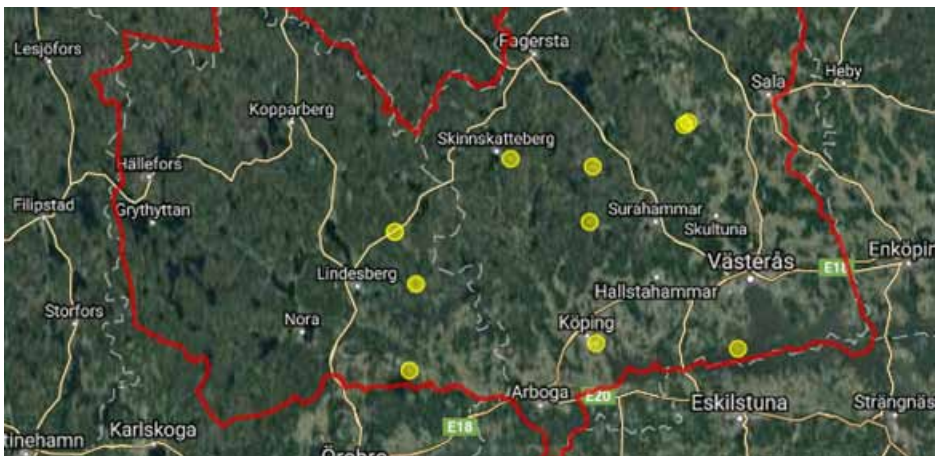 Lesjöfors
Fagersta
Sala
Heby
Kopparberg
Skinnskatteberg
Hällefors
Filipstad
Grythyttan
Surahammar
Skultuna
Enköpin
Västerås
E18
Lindesberg
Hallstahammar
Storfors
Nora
Köping
Arboga
E20
Eskilstuna
Strängnäs
E18
Karlskoga
tinehamn
Örebro